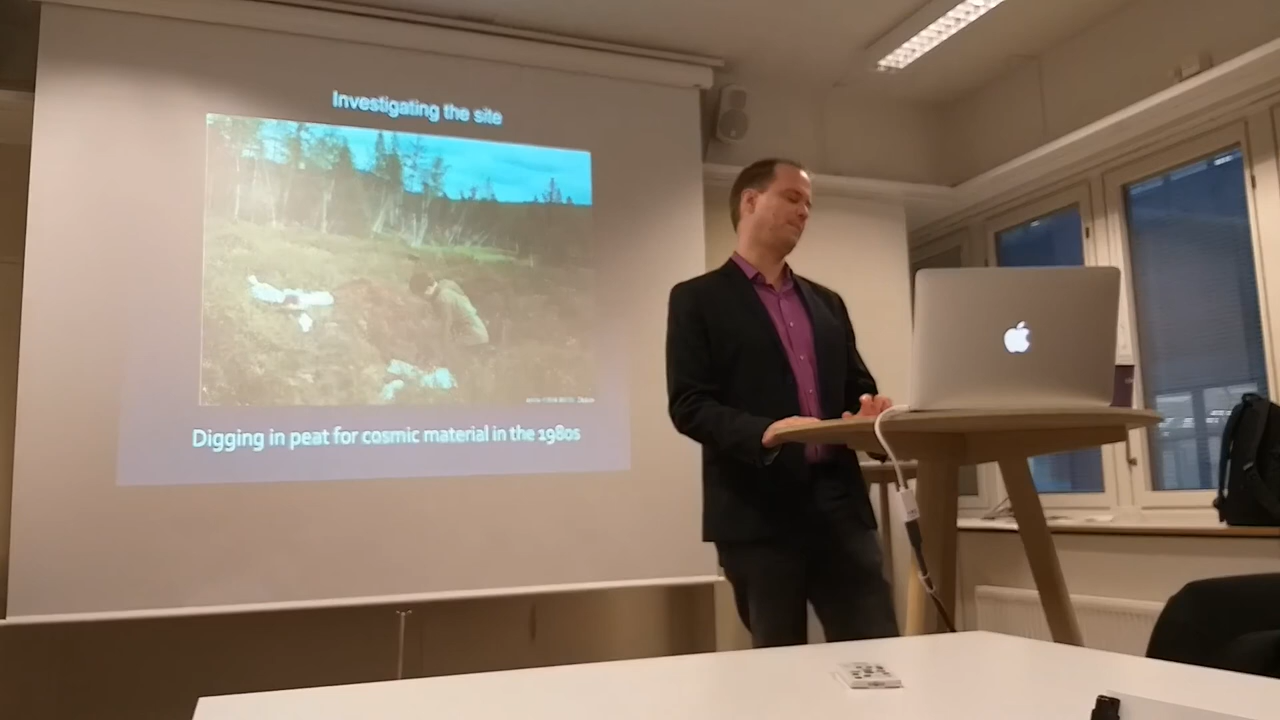 Investigating the site
Digging in peat for cosmic material in the 1980s